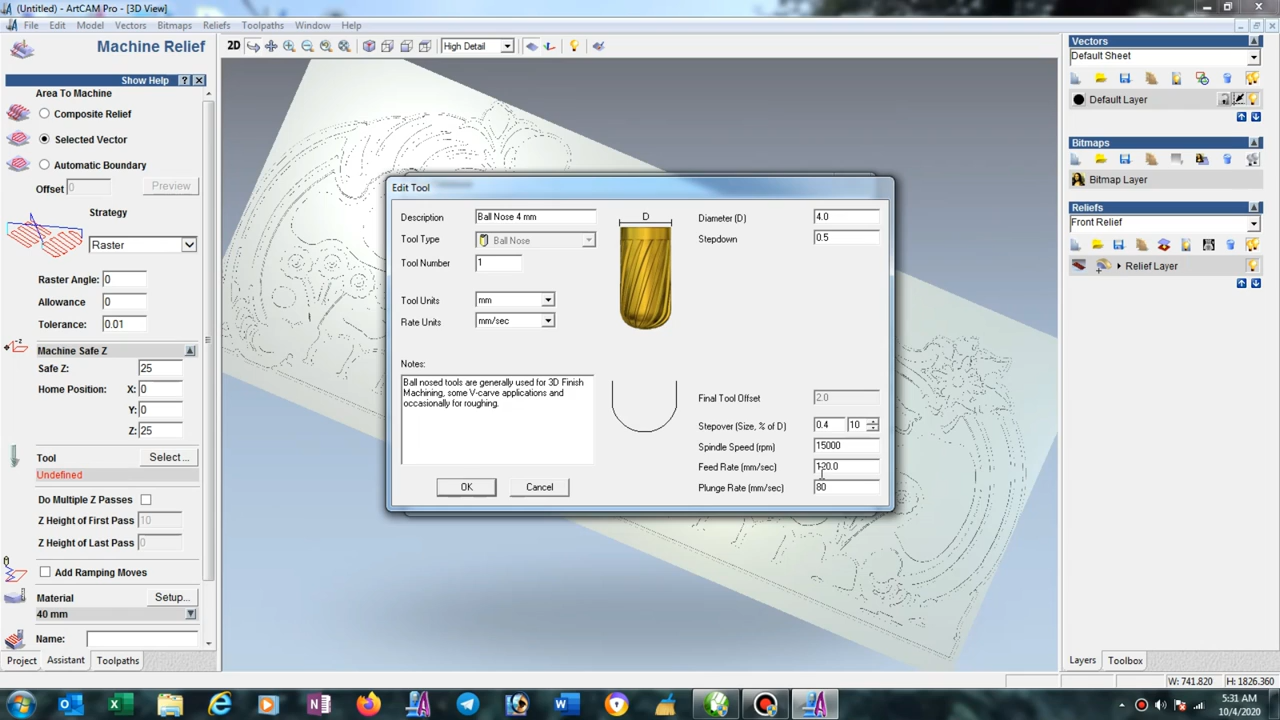 (Untitled) - ArtCAM Pro - [3D View]
File Edit Model Vectors Bitmaps Reliefs Toolpaths Window Help
Machine Relief
2D
High Detail
Show Help ?
Area To Machine
Composite Relief
Selected Vector
Automatic Boundary
Offset 0 Preview
Strategy
Raster
Raster Angle: 0
Allowance 0
Tolerance: 0.01
Machine Safe Z
Safe Z: 25
Home Position: X: 0
Y: 0
Z: 25
Tool Select...
Undefined
Do Multiple Z Passes
Z Height of First Pass 10
Z Height of Last Pass 0
Add Ramping Moves
Material Setup...
40 mm
Name:
Project Assistant Toolpaths
Edit Tool
Description Ball Nose 4 mm
Tool Type Ball Nose
Tool Number 1
Tool Units mm
Rate Units mm/sec
Notes:
Ball nosed tools are generally used for 3D Finish
Machining, some V-carve applications and
occasionally for roughing.
OK Cancel
D
Diameter (D) 4.0
Stepdown 0.5
Final Tool Offset 2.0
Stepover (Size, % of D) 0.4 10
Spindle Speed (rpm) 15000
Feed Rate (mm/sec) 120.0
Plunge Rate (mm/sec) 80
Vectors
Default Sheet
Default Layer
Bitmaps
Bitmap Layer
Reliefs
Front Relief
Relief Layer
Layers Toolbox
W: 741.820 H: 1826.360
5:31 AM
10/4/2020